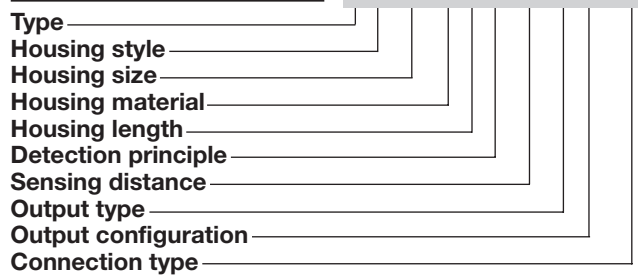 Type
Housing style
Housing size
Housing material
Housing length
Detection principle
Sensing distance
Output type
Output configuration
Connection type